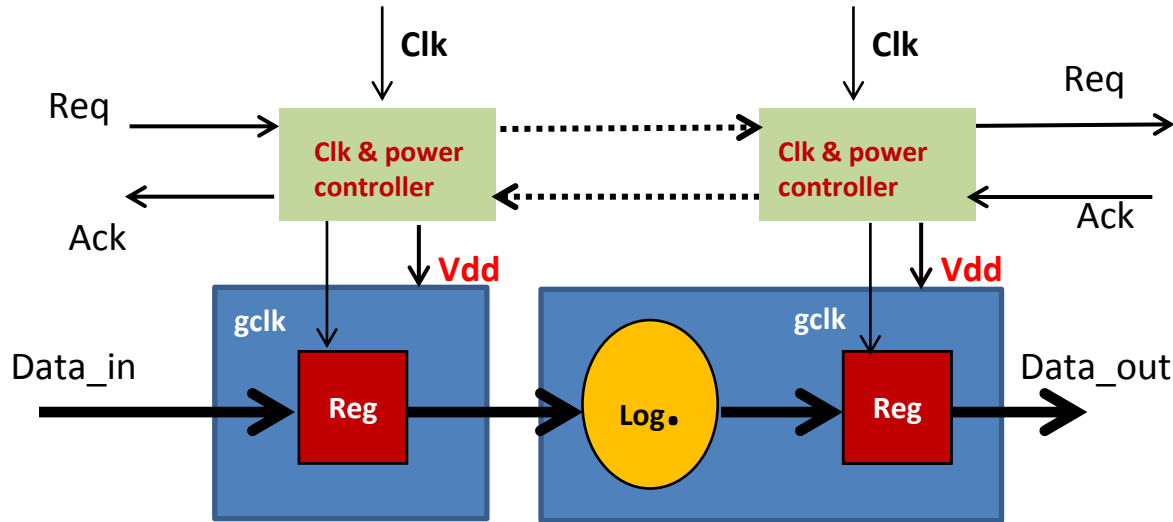 Clk
Clk
Req
Req
Clk & power
controller
Clk & power
controller
Ack
Ack
Vdd
Vdd
gclk
gclk
Data_in
Data_out
Reg
Log.
Reg